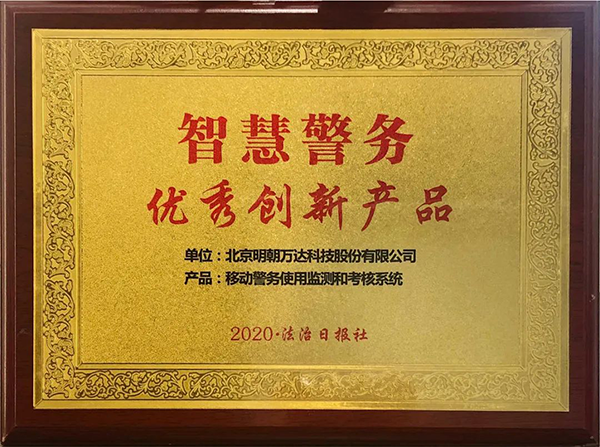 智慧警务
优秀创新产品
单位：北京明朝万达科技股份有限公司
产品：移动警务使用监测和考核系统
2020·法治日报社